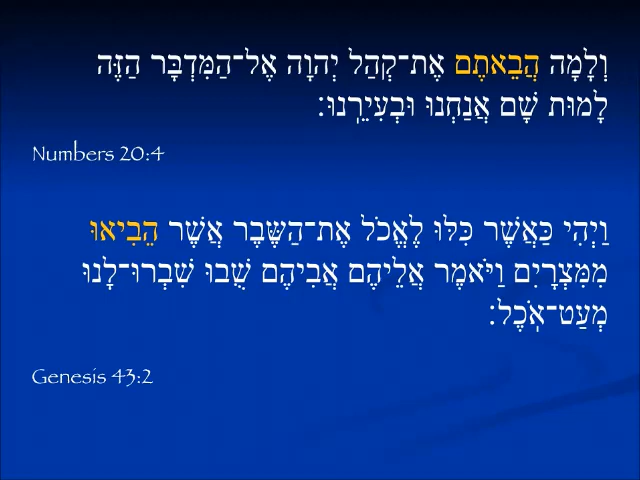 וְלָמָה הֲבֵאתֶם אֶת־קְהַל יְהוָה אֶל־הַמִּדְבָּר הַזֶּה
לָמוּת שָׁם אֲנַחְנוּ וּבְעִירֵנוּ׃
Numbers 20:4
וַיְהִי כַּאֲשֶׁר כִּלּוּ לֶאֱכֹל אֶת־הַשֶּׁבֶר אֲשֶׁר הֵבִיאוּ
מִמִּצְרָיִם וַיֹּאמֶר אֲלֵיהֶם אֲבִיהֶם שֻׁבוּ שִׁבְרוּ־לָנוּ
מְעַט־אֹכֶל׃
Genesis 43:2